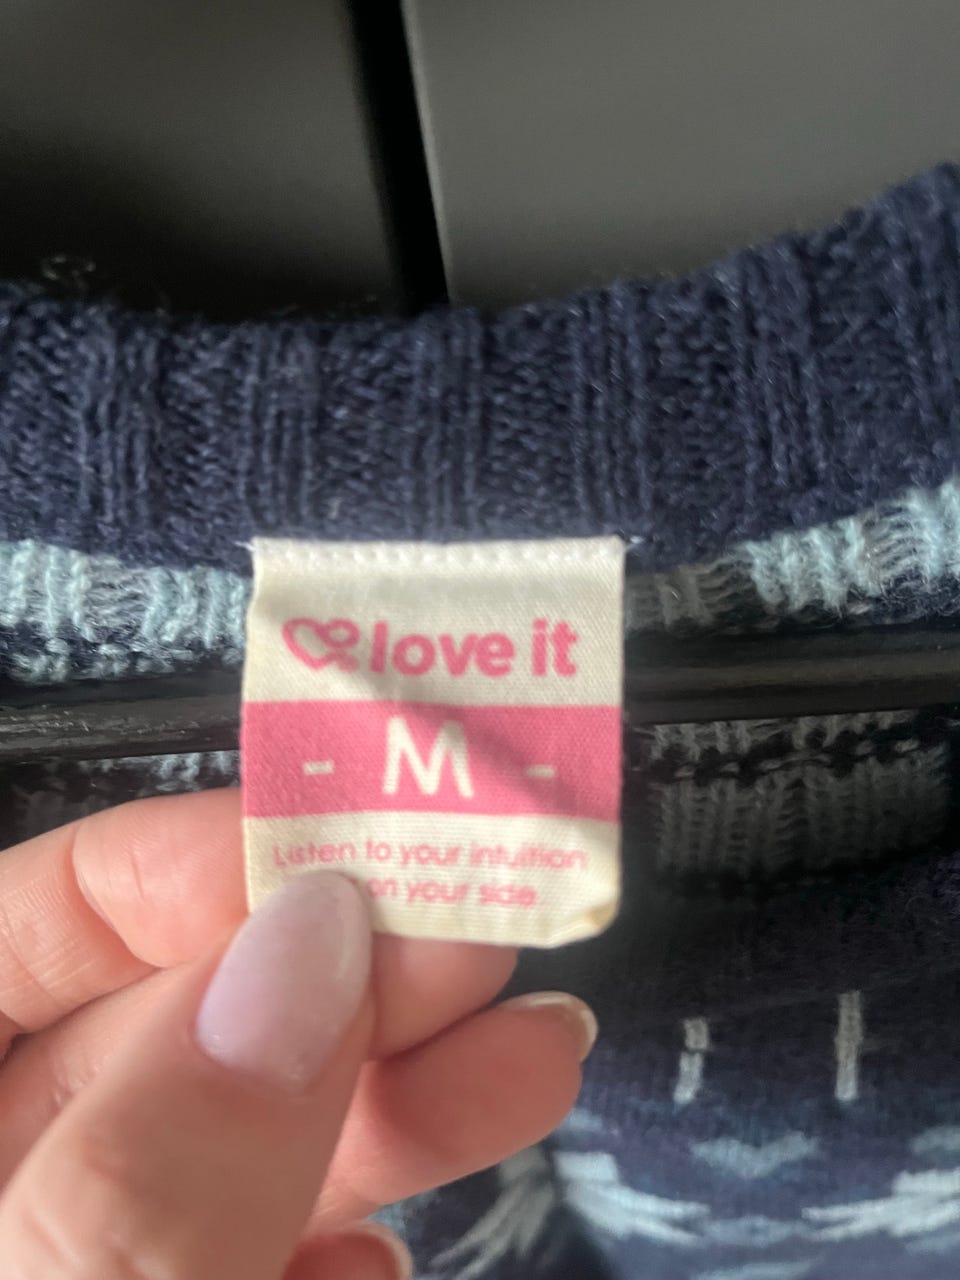 love it
- M -
Listen to your intuition
on your side.